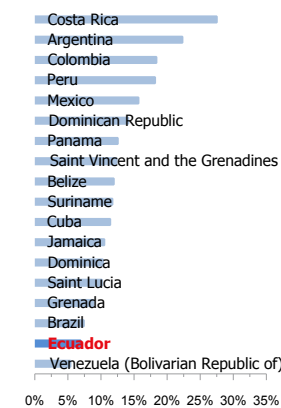 Costa Rica
Argentina
Colombia
Peru
Mexico
Dominican Republic
Panama
Saint Vincent and the Grenadines
Belize
Suriname
Cuba
Jamaica
Dominica
Saint Lucia
Grenada
Brazil
Ecuador
Venezuela (Bolivarian Republic of)
0% 5% 10% 15% 20% 25% 30% 35%